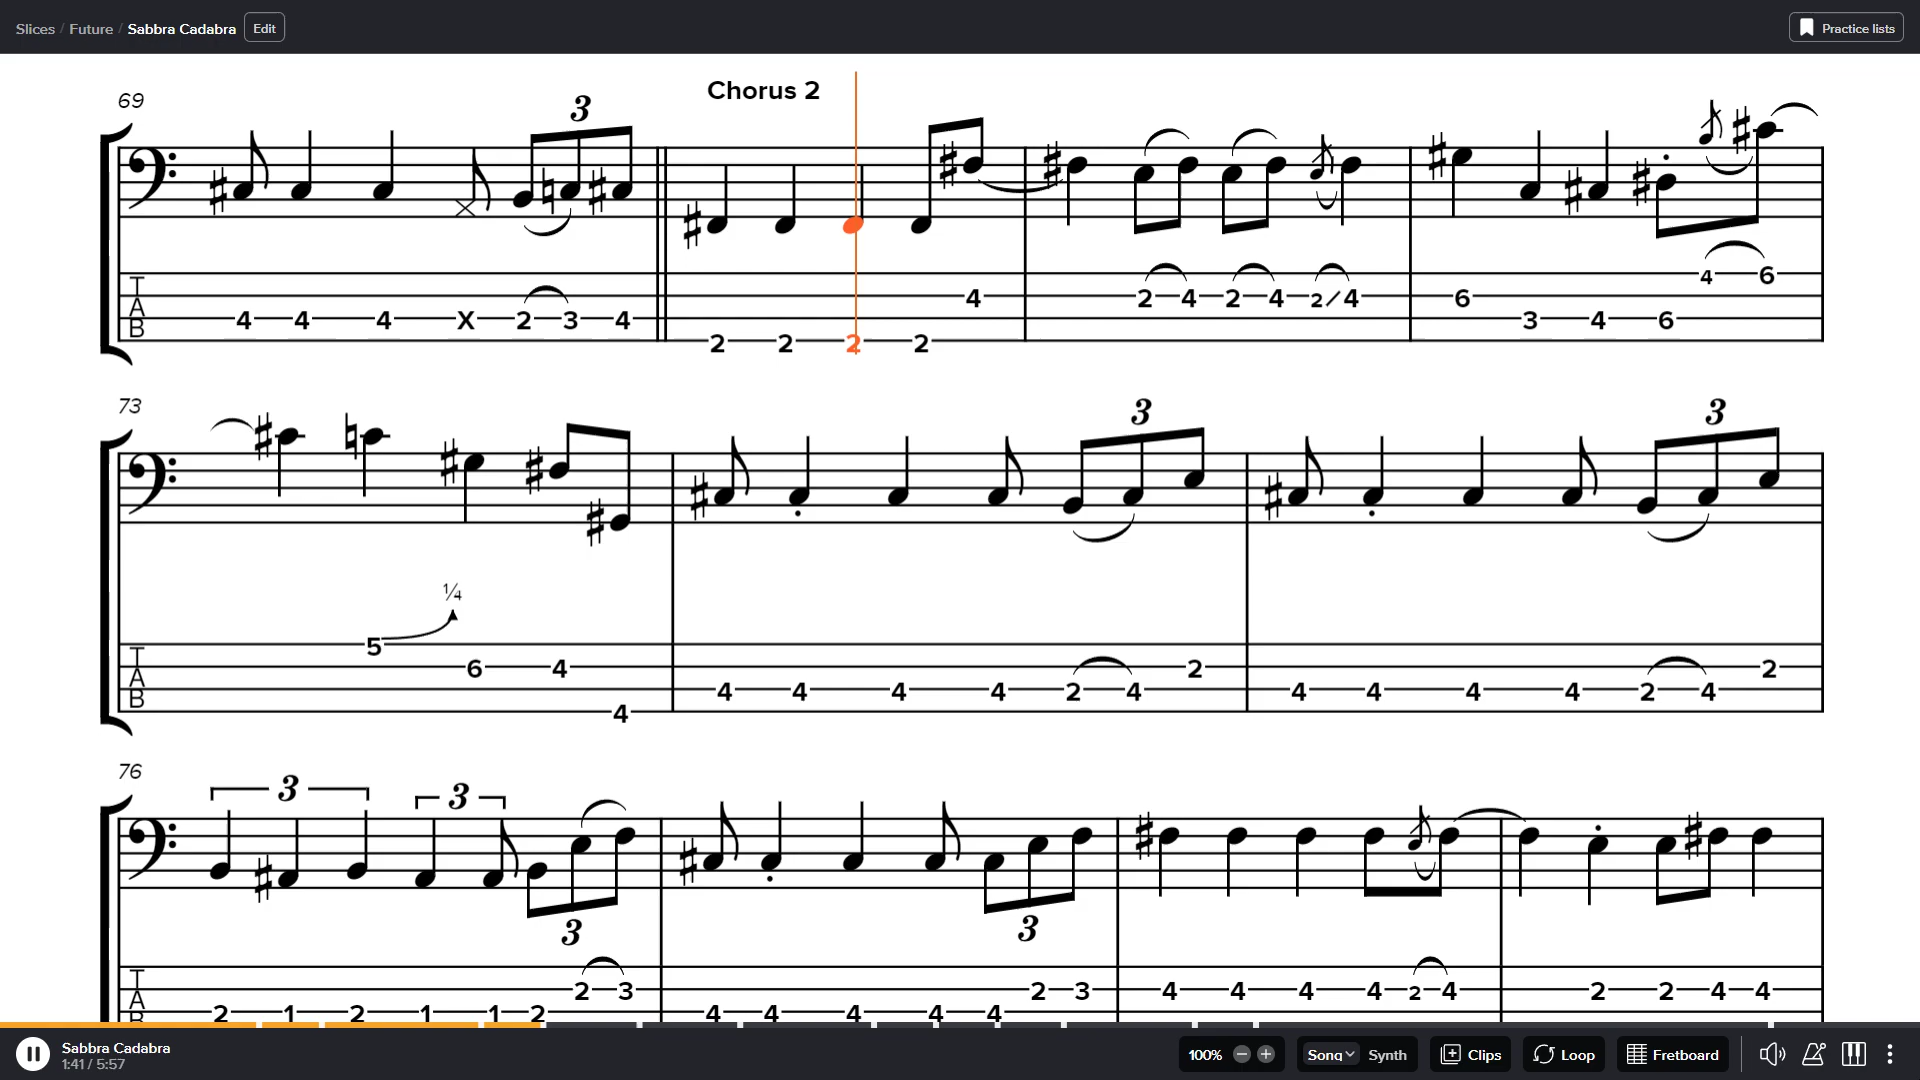 Slices / Future / Sabbra Cadabra Edit
Practice lists
69
3
Chorus 2
T A B
4 4 4 X 2 3 4 2 2 2 2 4 2 4 2 4 2 4 6 3 4 6 4 6
73
3
3
¼
T A B
5 6 4 4 4 4 4 4 2 4 2 4 4 4 4 2 4 2
76
3
3
3
3
T A B
2 1 2 1 1 2 2 3 4 4 4 4 4 2 3 4 4 4 4 2 4 2 2 4 4
Sabbra Cadabra
1:41 / 5:57
100%
Song
Synth
Clips
Loop
Fretboard